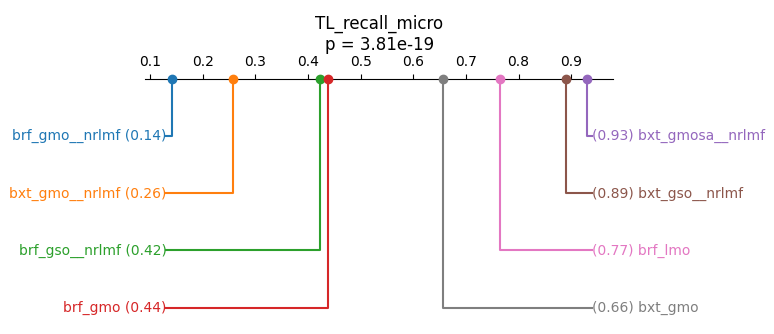 TL_recall_micro
p = 3.81e-19
0.1 0.2 0.3 0.4 0.5 0.6 0.7 0.8 0.9
brf_gmo__nrlmf (0.14) (0.93) bxt_gmosa__nrlmf
bxt_gmo__nrlmf (0.26) (0.89) bxt_gso__nrlmf
brf_gso__nrlmf (0.42) (0.77) brf_lmo
brf_gmo (0.44) (0.66) bxt_gmo